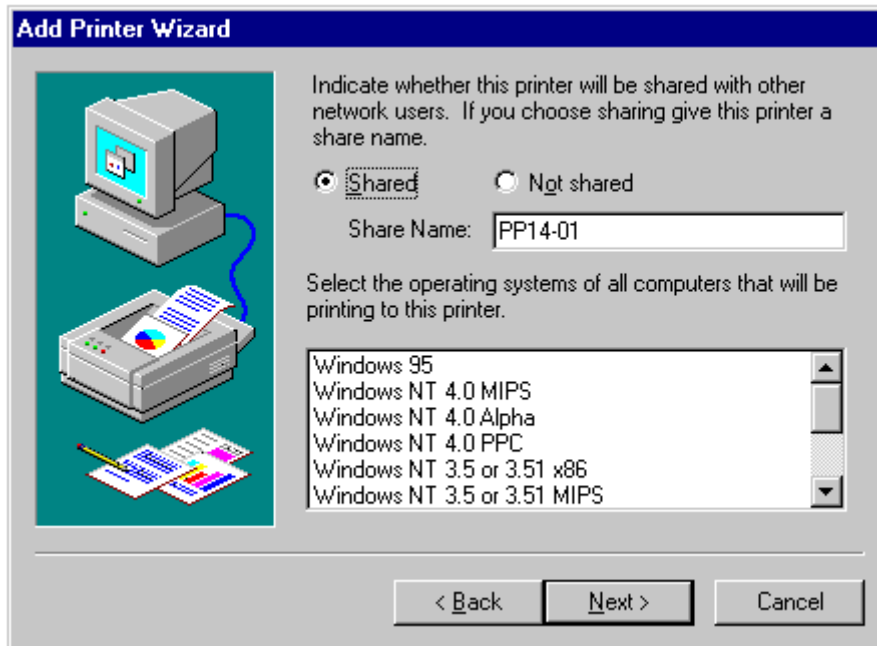 Add Printer Wizard
Indicate whether this printer will be shared with other
network users.  If you choose sharing give this printer a
share name.
Shared Not shared
Share Name: PP14-01
Select the operating systems of all computers that will be
printing to this printer.
Windows 95
Windows NT 4.0 MIPS
Windows NT 4.0 Alpha
Windows NT 4.0 PPC
Windows NT 3.5 or 3.51 x86
Windows NT 3.5 or 3.51 MIPS
< Back Next > Cancel